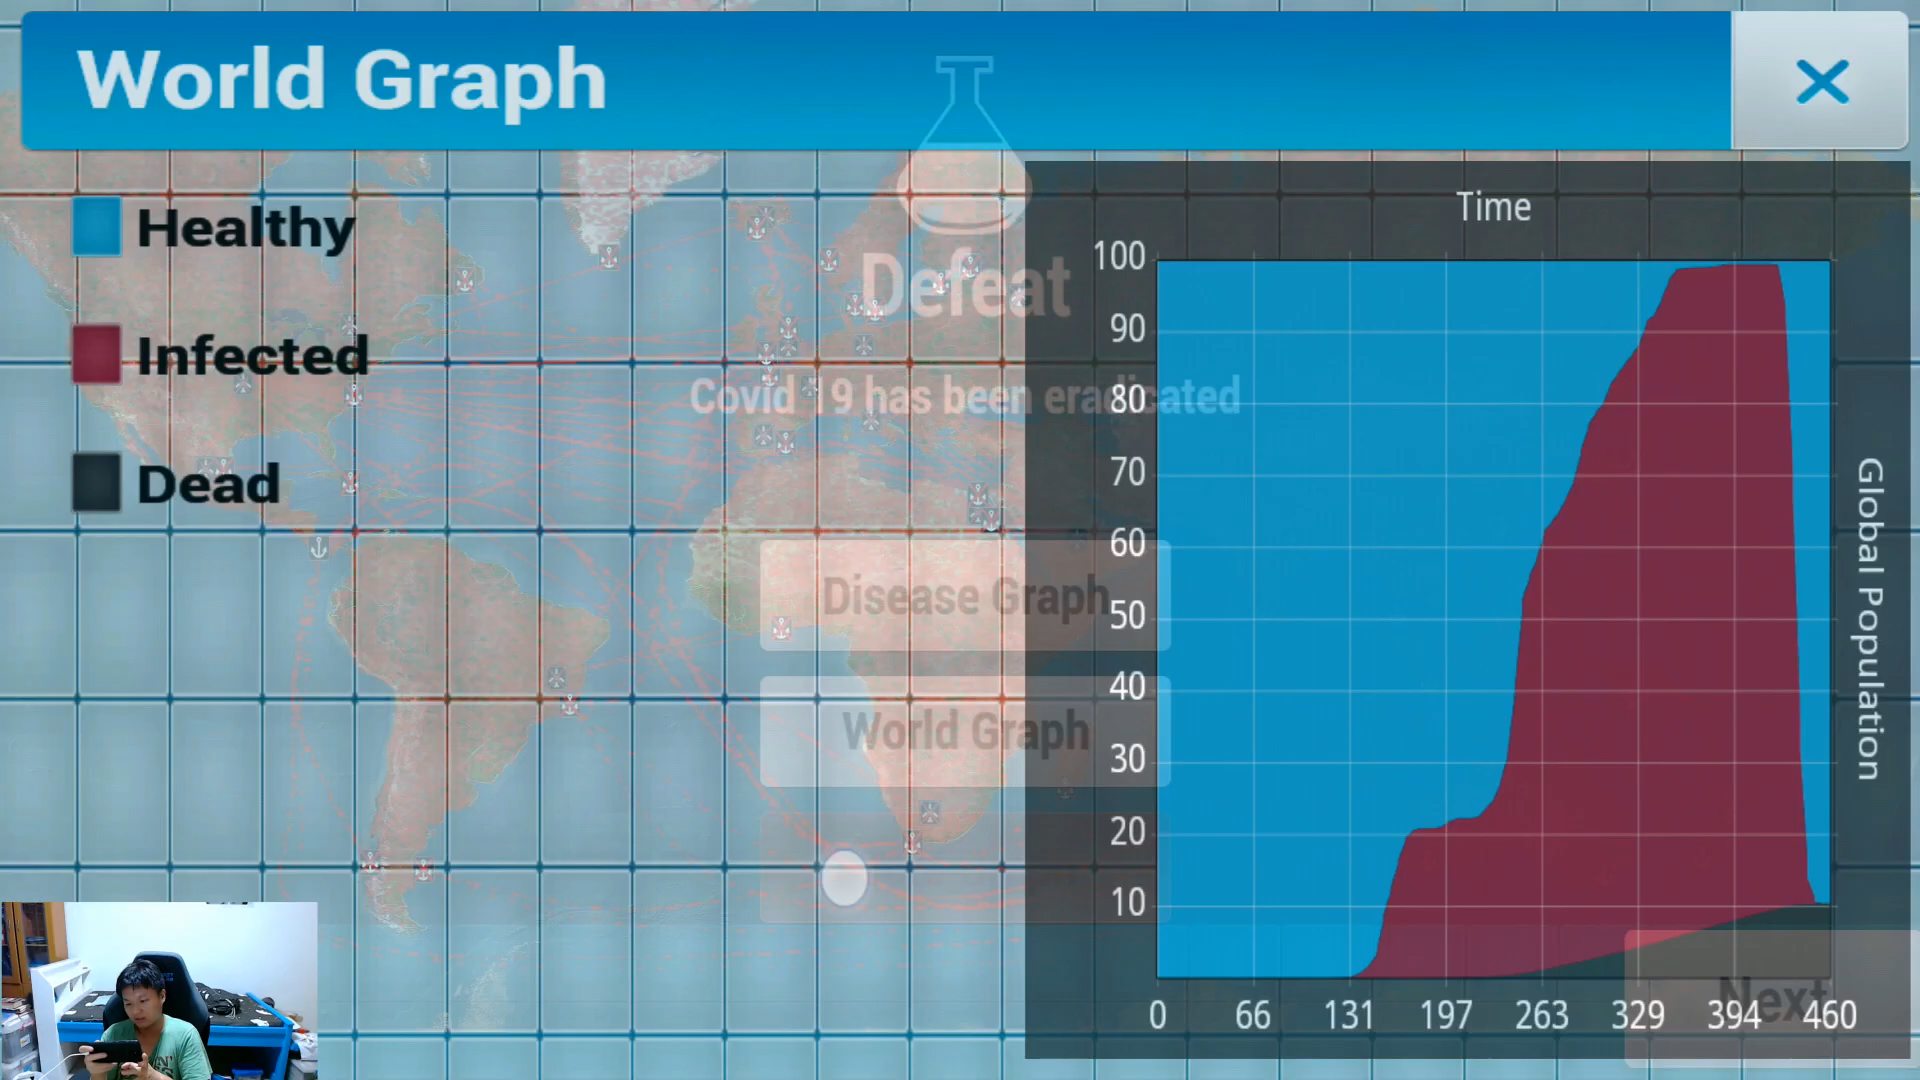 World Graph
Healthy
Infected
Dead
Defeat
Covid 19 has been eradicated
Disease Graph
World Graph
Time
100
90
80
70
60
50
40
30
20
10
0 66 131 197 263 329 394 460
Global Population
Next